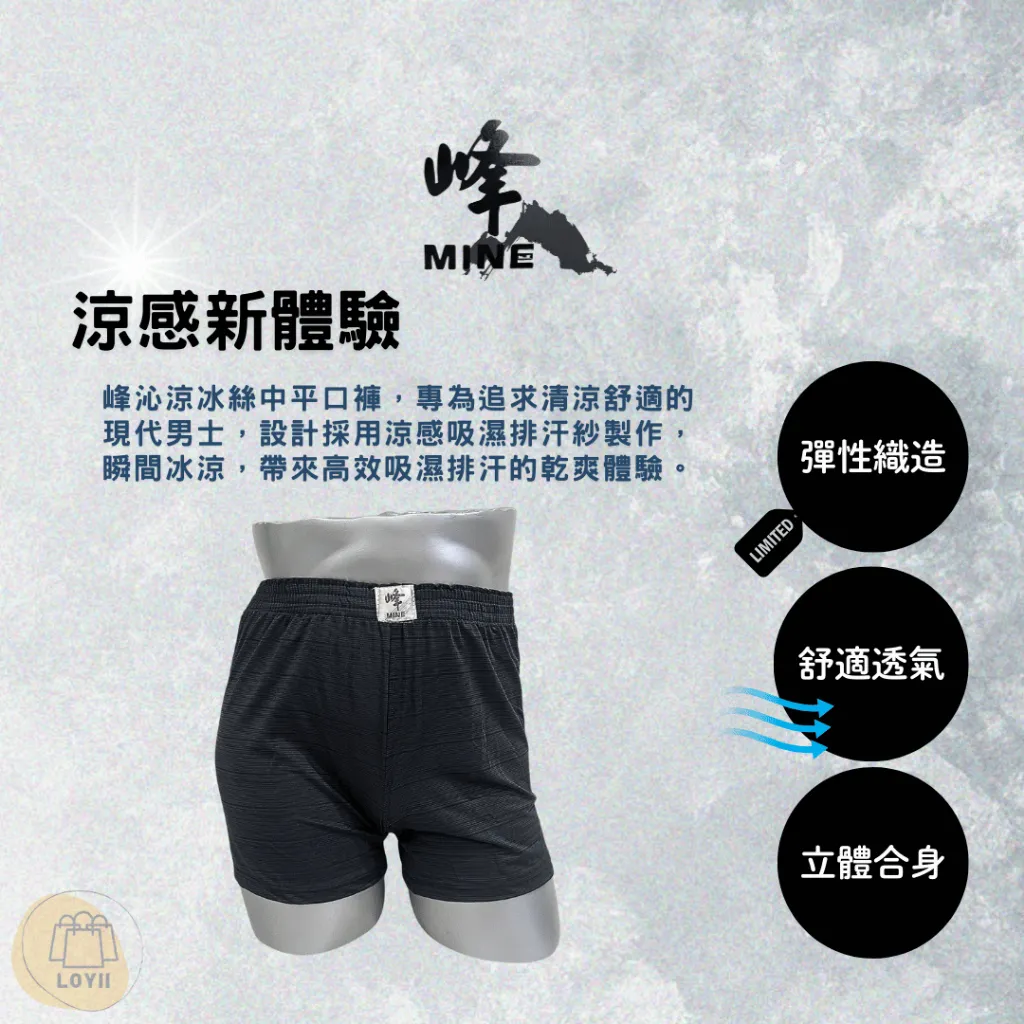 峰
MINE
涼感新體驗
峰沁涼冰絲中平口褲，專為追求清涼舒適的
現代男士，設計採用涼感吸濕排汗紗製作，
瞬間冰涼，帶來高效吸濕排汗的乾爽體驗。
彈性織造
LIMITED
舒適透氣
立體合身
峰
MINE
LOYII